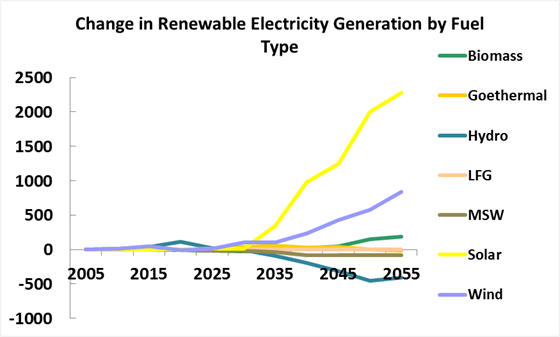 Change in Renewable Electricity Generation by Fuel
Type
Biomass
Goethermal
Hydro
LFG
MSW
Solar
Wind
2500
2000
1500
1000
500
0
-500
-1000
2005 2015 2025 2035 2045 2055